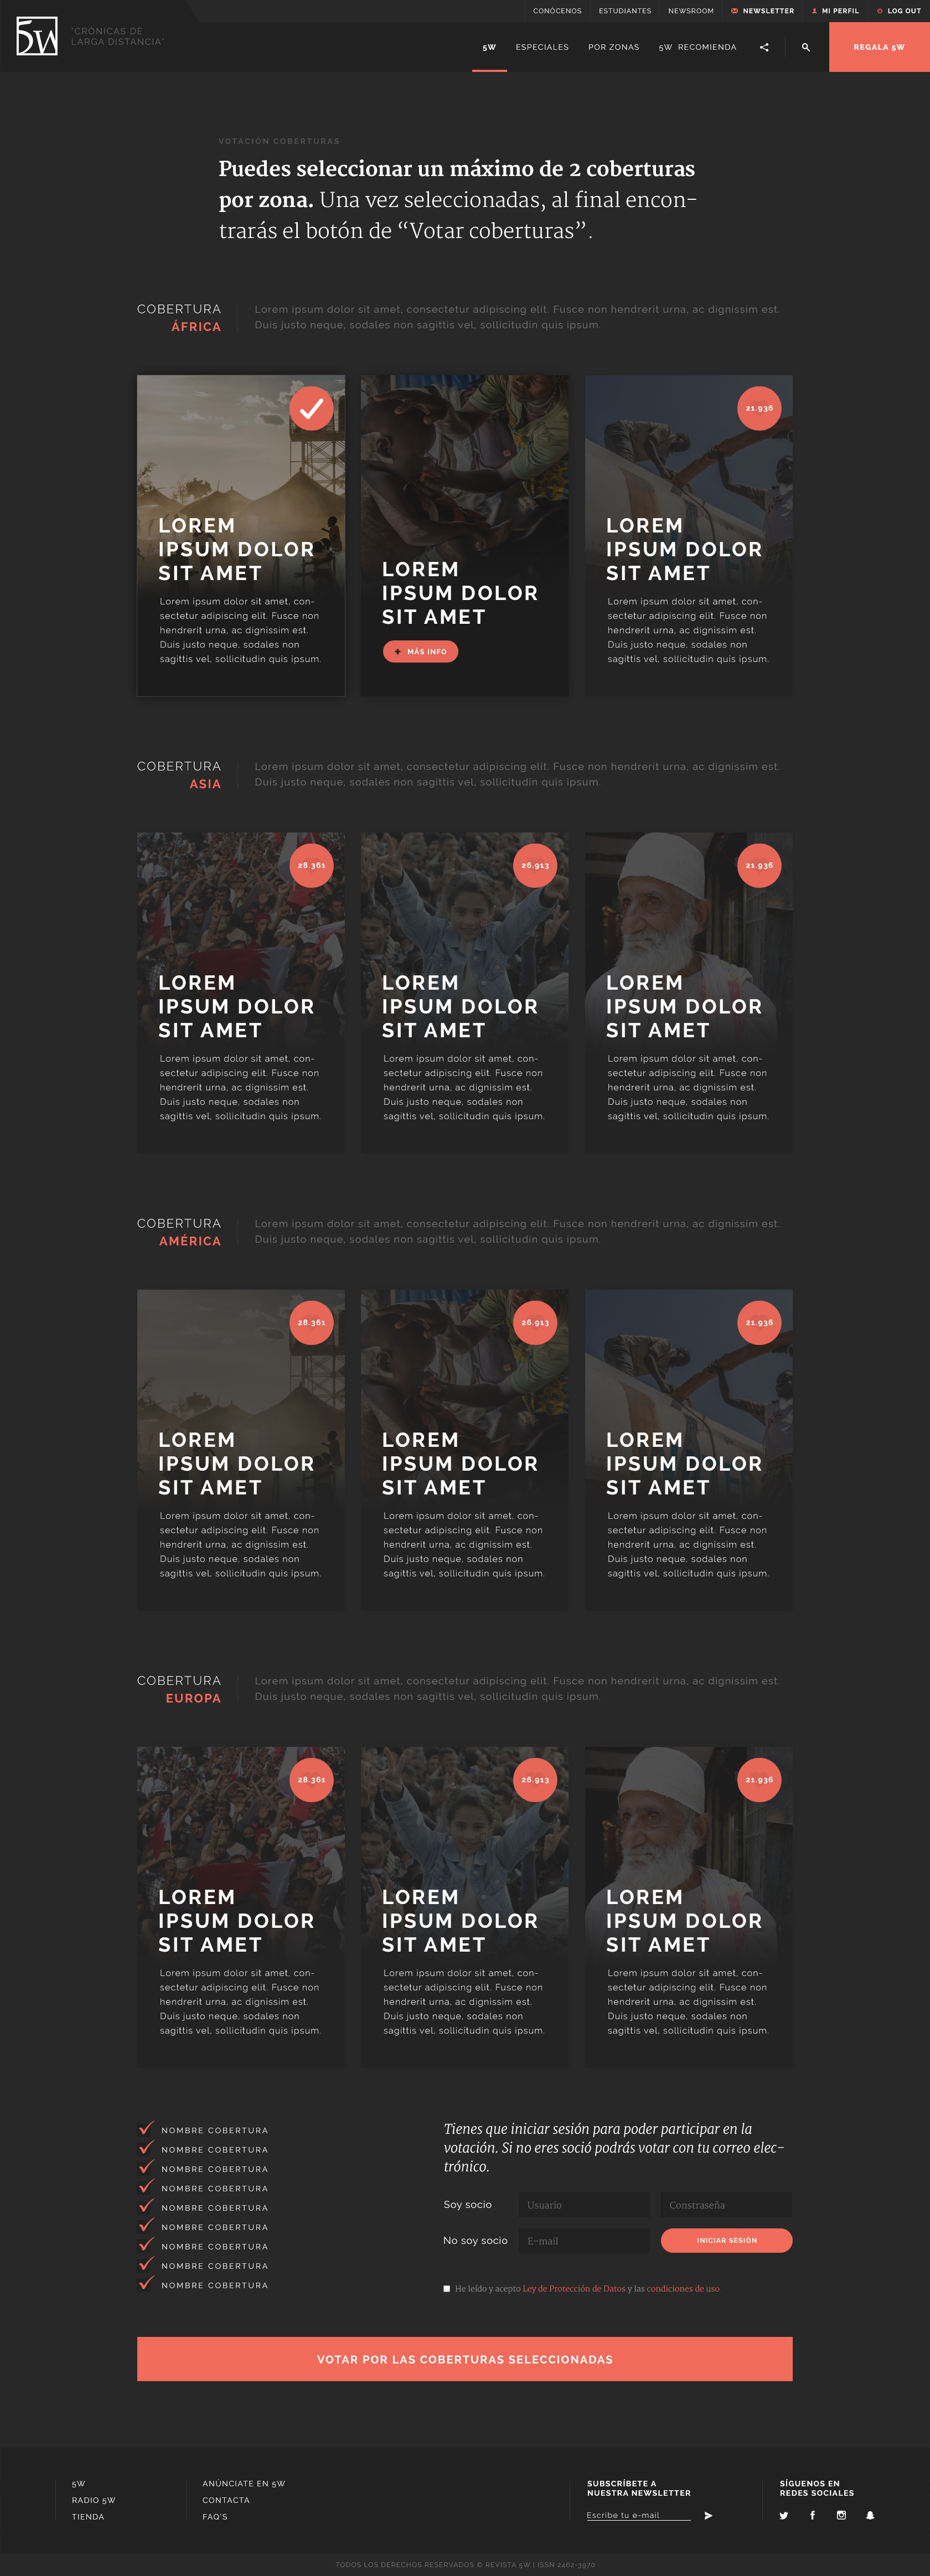 CONÓCENOS
ESTUDIANTES
NEWSROOM
NEWSLETTER
MI PERFIL
LOG OUT
5W
"CRÓNICAS DE
LARGA DISTANCIA"
5W
ESPECIALES
POR ZONAS
5W RECOMIENDA
REGALA 5W
VOTACIÓN COBERTURAS
Puedes seleccionar un máximo de 2 coberturas
por zona. Una vez seleccionadas, al final encon-
trarás el botón de “Votar coberturas”.
COBERTURA
ÁFRICA
Lorem ipsum dolor sit amet, consectetur adipiscing elit. Fusce non hendrerit urna, ac dignissim est.
Duis justo neque, sodales non sagittis vel, sollicitudin quis ipsum.
LOREM
IPSUM DOLOR
SIT AMET
Lorem ipsum dolor sit amet, con-
sectetur adipiscing elit. Fusce non
hendrerit urna, ac dignissim est.
Duis justo neque, sodales non
sagittis vel, sollicitudin quis ipsum.
LOREM
IPSUM DOLOR
SIT AMET
MÁS INFO
21.936
LOREM
IPSUM DOLOR
SIT AMET
Lorem ipsum dolor sit amet, con-
sectetur adipiscing elit. Fusce non
hendrerit urna, ac dignissim est.
Duis justo neque, sodales non
sagittis vel, sollicitudin quis ipsum.
COBERTURA
ASIA
Lorem ipsum dolor sit amet, consectetur adipiscing elit. Fusce non hendrerit urna, ac dignissim est.
Duis justo neque, sodales non sagittis vel, sollicitudin quis ipsum.
28.361
LOREM
IPSUM DOLOR
SIT AMET
Lorem ipsum dolor sit amet, con-
sectetur adipiscing elit. Fusce non
hendrerit urna, ac dignissim est.
Duis justo neque, sodales non
sagittis vel, sollicitudin quis ipsum.
26.913
LOREM
IPSUM DOLOR
SIT AMET
Lorem ipsum dolor sit amet, con-
sectetur adipiscing elit. Fusce non
hendrerit urna, ac dignissim est.
Duis justo neque, sodales non
sagittis vel, sollicitudin quis ipsum.
21.936
LOREM
IPSUM DOLOR
SIT AMET
Lorem ipsum dolor sit amet, con-
sectetur adipiscing elit. Fusce non
hendrerit urna, ac dignissim est.
Duis justo neque, sodales non
sagittis vel, sollicitudin quis ipsum.
COBERTURA
AMÉRICA
Lorem ipsum dolor sit amet, consectetur adipiscing elit. Fusce non hendrerit urna, ac dignissim est.
Duis justo neque, sodales non sagittis vel, sollicitudin quis ipsum.
28.361
LOREM
IPSUM DOLOR
SIT AMET
Lorem ipsum dolor sit amet, con-
sectetur adipiscing elit. Fusce non
hendrerit urna, ac dignissim est.
Duis justo neque, sodales non
sagittis vel, sollicitudin quis ipsum.
26.913
LOREM
IPSUM DOLOR
SIT AMET
Lorem ipsum dolor sit amet, con-
sectetur adipiscing elit. Fusce non
hendrerit urna, ac dignissim est.
Duis justo neque, sodales non
sagittis vel, sollicitudin quis ipsum.
21.936
LOREM
IPSUM DOLOR
SIT AMET
Lorem ipsum dolor sit amet, con-
sectetur adipiscing elit. Fusce non
hendrerit urna, ac dignissim est.
Duis justo neque, sodales non
sagittis vel, sollicitudin quis ipsum.
COBERTURA
EUROPA
Lorem ipsum dolor sit amet, consectetur adipiscing elit. Fusce non hendrerit urna, ac dignissim est.
Duis justo neque, sodales non sagittis vel, sollicitudin quis ipsum.
28.361
LOREM
IPSUM DOLOR
SIT AMET
Lorem ipsum dolor sit amet, con-
sectetur adipiscing elit. Fusce non
hendrerit urna, ac dignissim est.
Duis justo neque, sodales non
sagittis vel, sollicitudin quis ipsum.
26.913
LOREM
IPSUM DOLOR
SIT AMET
Lorem ipsum dolor sit amet, con-
sectetur adipiscing elit. Fusce non
hendrerit urna, ac dignissim est.
Duis justo neque, sodales non
sagittis vel, sollicitudin quis ipsum.
21.936
LOREM
IPSUM DOLOR
SIT AMET
Lorem ipsum dolor sit amet, con-
sectetur adipiscing elit. Fusce non
hendrerit urna, ac dignissim est.
Duis justo neque, sodales non
sagittis vel, sollicitudin quis ipsum.
NOMBRE COBERTURA
NOMBRE COBERTURA
NOMBRE COBERTURA
NOMBRE COBERTURA
NOMBRE COBERTURA
NOMBRE COBERTURA
NOMBRE COBERTURA
NOMBRE COBERTURA
NOMBRE COBERTURA
Tienes que iniciar sesión para poder participar en la
votación. Si no eres soció podrás votar con tu correo elec-
trónico.
Soy socio
Usuario
Constraseña
No soy socio
E-mail
INICIAR SESIÓN
He leído y acepto Ley de Protección de Datos y las condiciones de uso
VOTAR POR LAS COBERTURAS SELECCIONADAS
5W
RADIO 5W
TIENDA
ANÚNCIATE EN 5W
CONTACTA
FAQ'S
SUBSCRÍBETE A
NUESTRA NEWSLETTER
Escribe tu e-mail
SÍGUENOS EN
REDES SOCIALES
TODOS LOS DERECHOS RESERVADOS © REVISTA 5W | ISSN 2462-3970